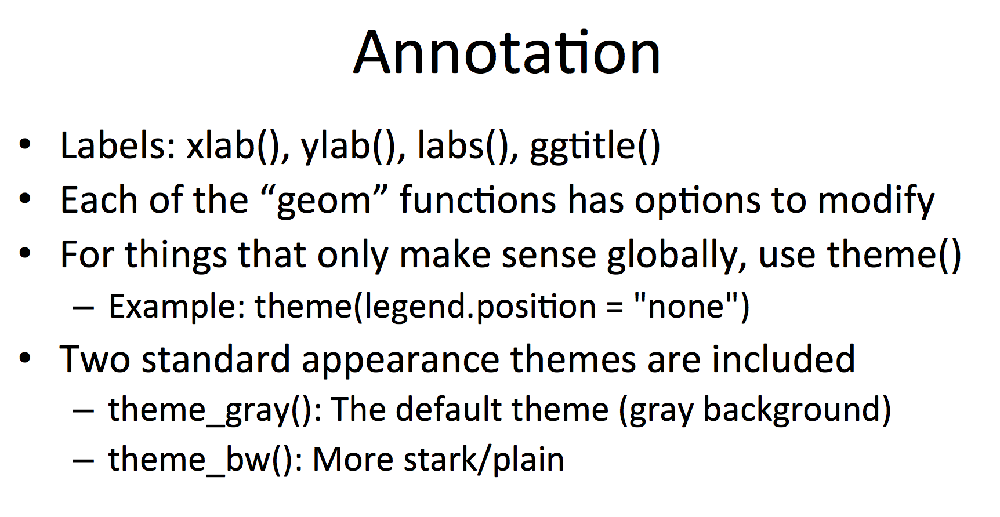 Annotation
• Labels: xlab(), ylab(), labs(), ggtitle()
• Each of the “geom” functions has options to modify
• For things that only make sense globally, use theme()
– Example: theme(legend.position = "none")
• Two standard appearance themes are included
– theme_gray(): The default theme (gray background)
– theme_bw(): More stark/plain